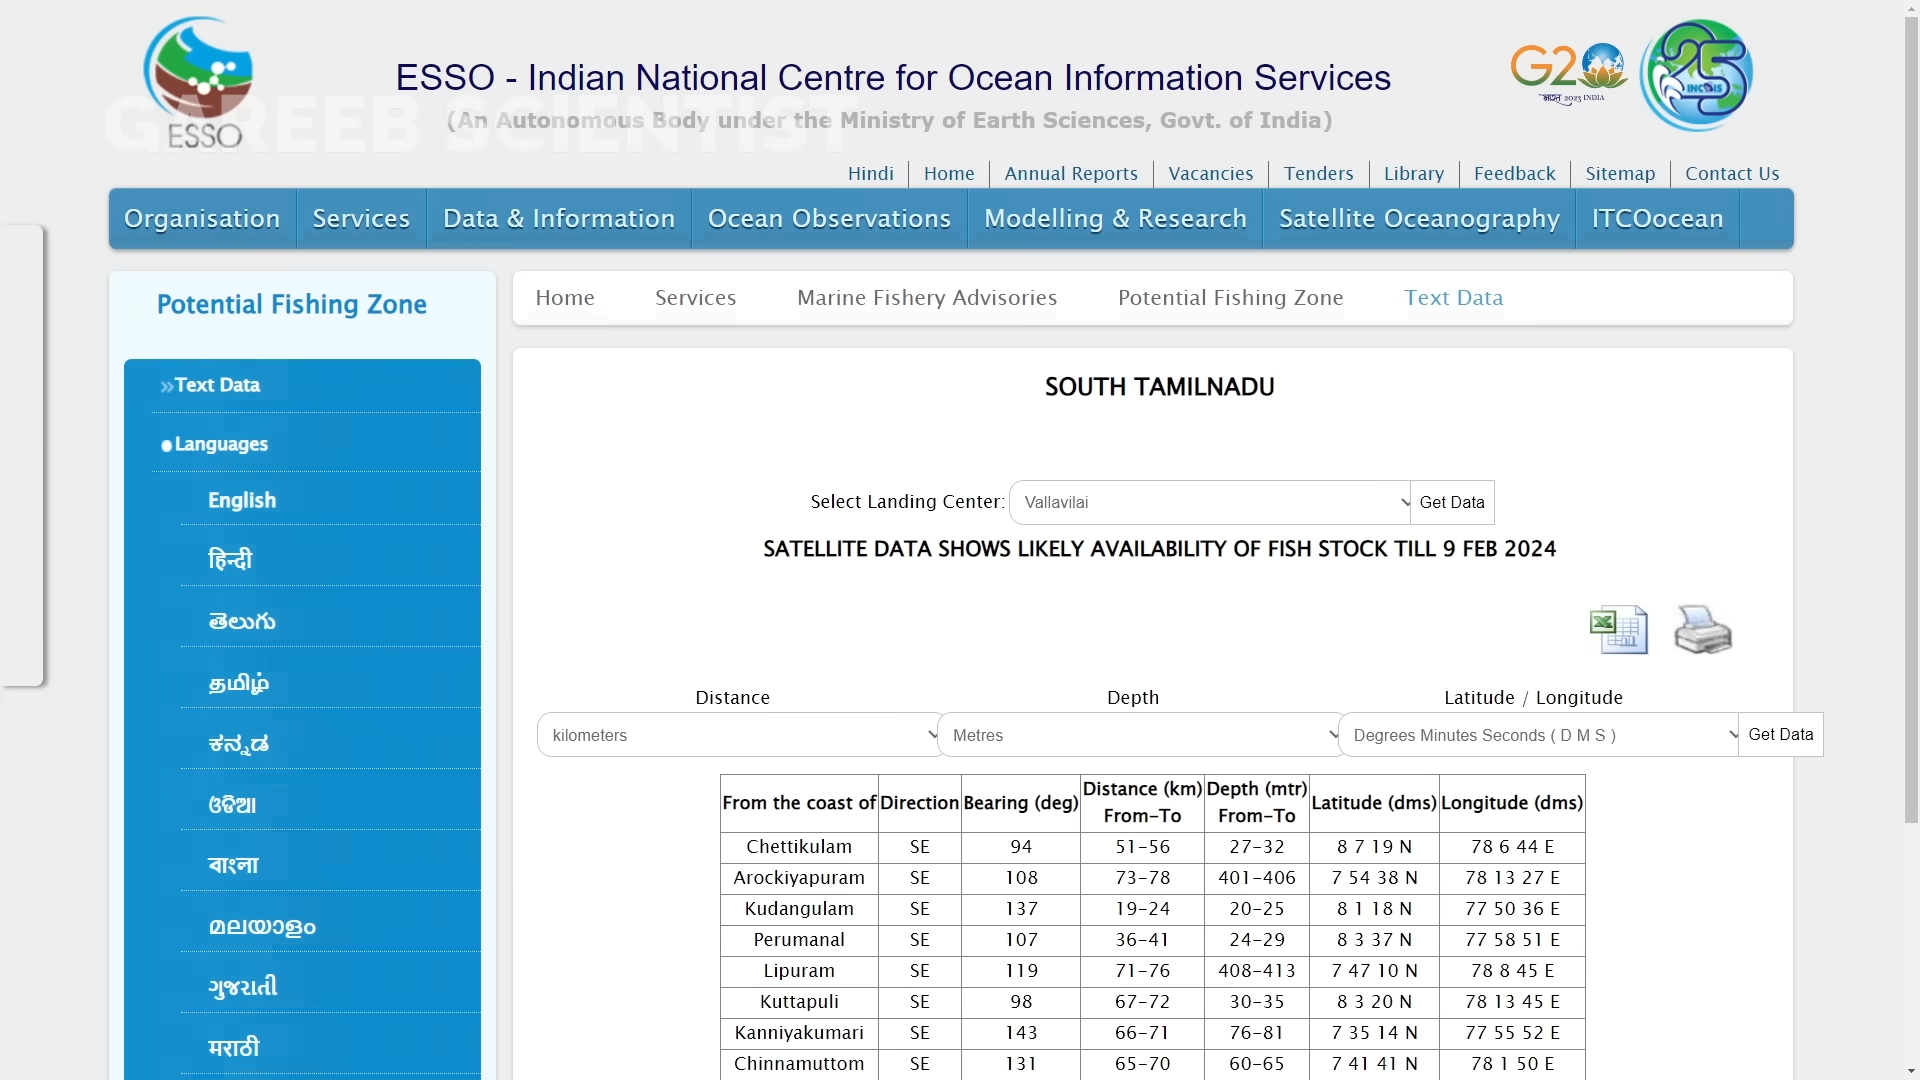 ESSO
ESSO - Indian National Centre for Ocean Information Services
(An Autonomous Body under the Ministry of Earth Sciences, Govt. of India)
GAREEB SCIENTIST
G20
भारत 2023 INDIA
25
INCOIS
Hindi Home Annual Reports Vacancies Tenders Library Feedback Sitemap Contact Us
Organisation Services Data & Information Ocean Observations Modelling & Research Satellite Oceanography ITCOocean
Potential Fishing Zone
Home Services Marine Fishery Advisories Potential Fishing Zone Text Data
»Text Data
Languages
English
हिन्दी
తెలుగు
தமிழ்
ಕನ್ನಡ
ଓଡିଆ
বাংলা
മലയാളം
ગુજરાતી
मराठी
SOUTH TAMILNADU
Select Landing Center: Vallavilai Get Data
SATELLITE DATA SHOWS LIKELY AVAILABILITY OF FISH STOCK TILL 9 FEB 2024
Distance Depth Latitude / Longitude
kilometers Metres Degrees Minutes Seconds ( D M S ) Get Data
From the coast of Direction Bearing (deg) Distance (km) From-To Depth (mtr) From-To Latitude (dms) Longitude (dms)
Chettikulam SE 94 51-56 27-32 8 7 19 N 78 6 44 E
Arockiyapuram SE 108 73-78 401-406 7 54 38 N 78 13 27 E
Kudangulam SE 137 19-24 20-25 8 1 18 N 77 50 36 E
Perumanal SE 107 36-41 24-29 8 3 37 N 77 58 51 E
Lipuram SE 119 71-76 408-413 7 47 10 N 78 8 45 E
Kuttapuli SE 98 67-72 30-35 8 3 20 N 78 13 45 E
Kanniyakumari SE 143 66-71 76-81 7 35 14 N 77 55 52 E
Chinnamuttom SE 131 65-70 60-65 7 41 41 N 78 1 50 E